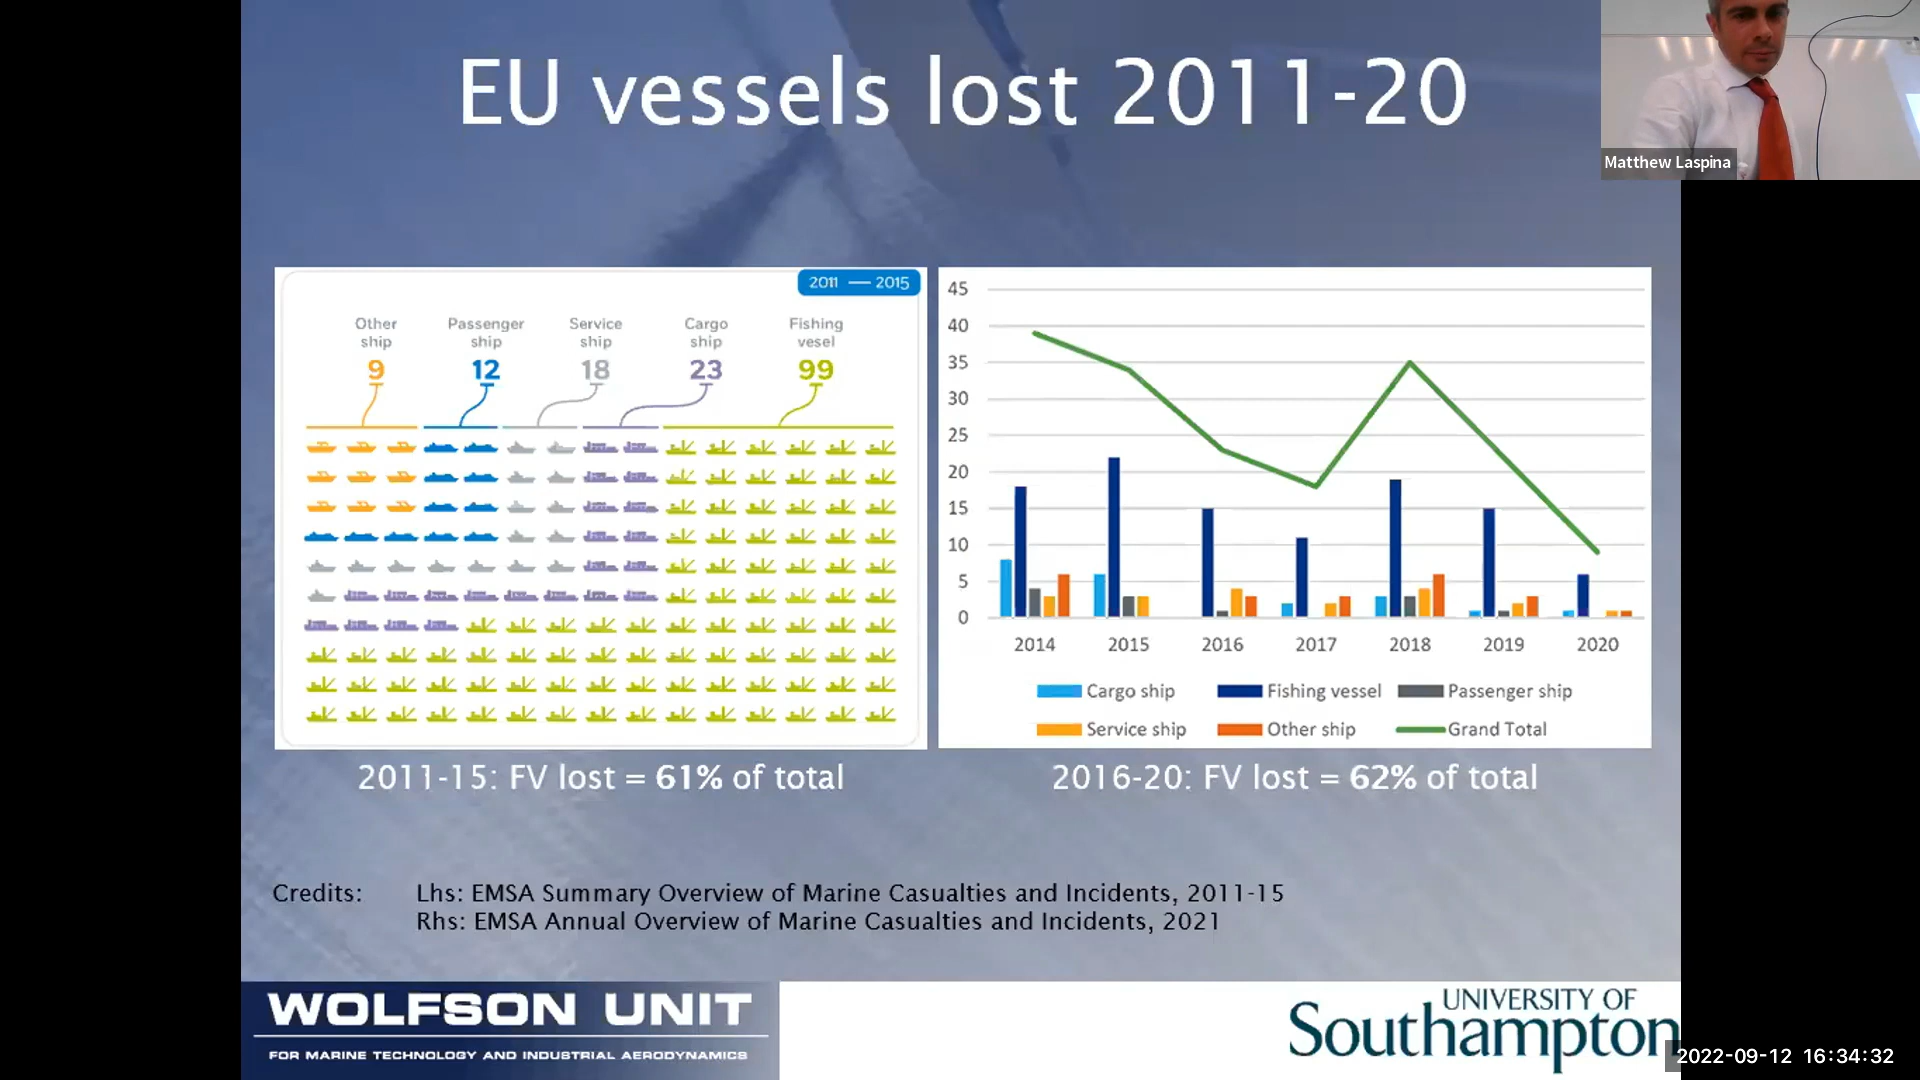 EU vessels lost 2011-20
Matthew Laspina
2011 — 2015
Other ship
Passenger ship
Service ship
Cargo ship
Fishing vesel
9
12
18
23
99
45
40
35
30
25
20
15
10
5
0
2014 2015 2016 2017 2018 2019 2020
Cargo ship Fishing vessel Passenger ship
Service ship Other ship Grand Total
2011-15: FV lost = 61% of total
2016-20: FV lost = 62% of total
Credits: Lhs: EMSA Summary Overview of Marine Casualties and Incidents, 2011-15
Rhs: EMSA Annual Overview of Marine Casualties and Incidents, 2021
WOLFSON UNIT
FOR MARINE TECHNOLOGY AND INDUSTRIAL AERODYNAMICS
UNIVERSITY OF
Southampton
2022-09-12 16:34:32